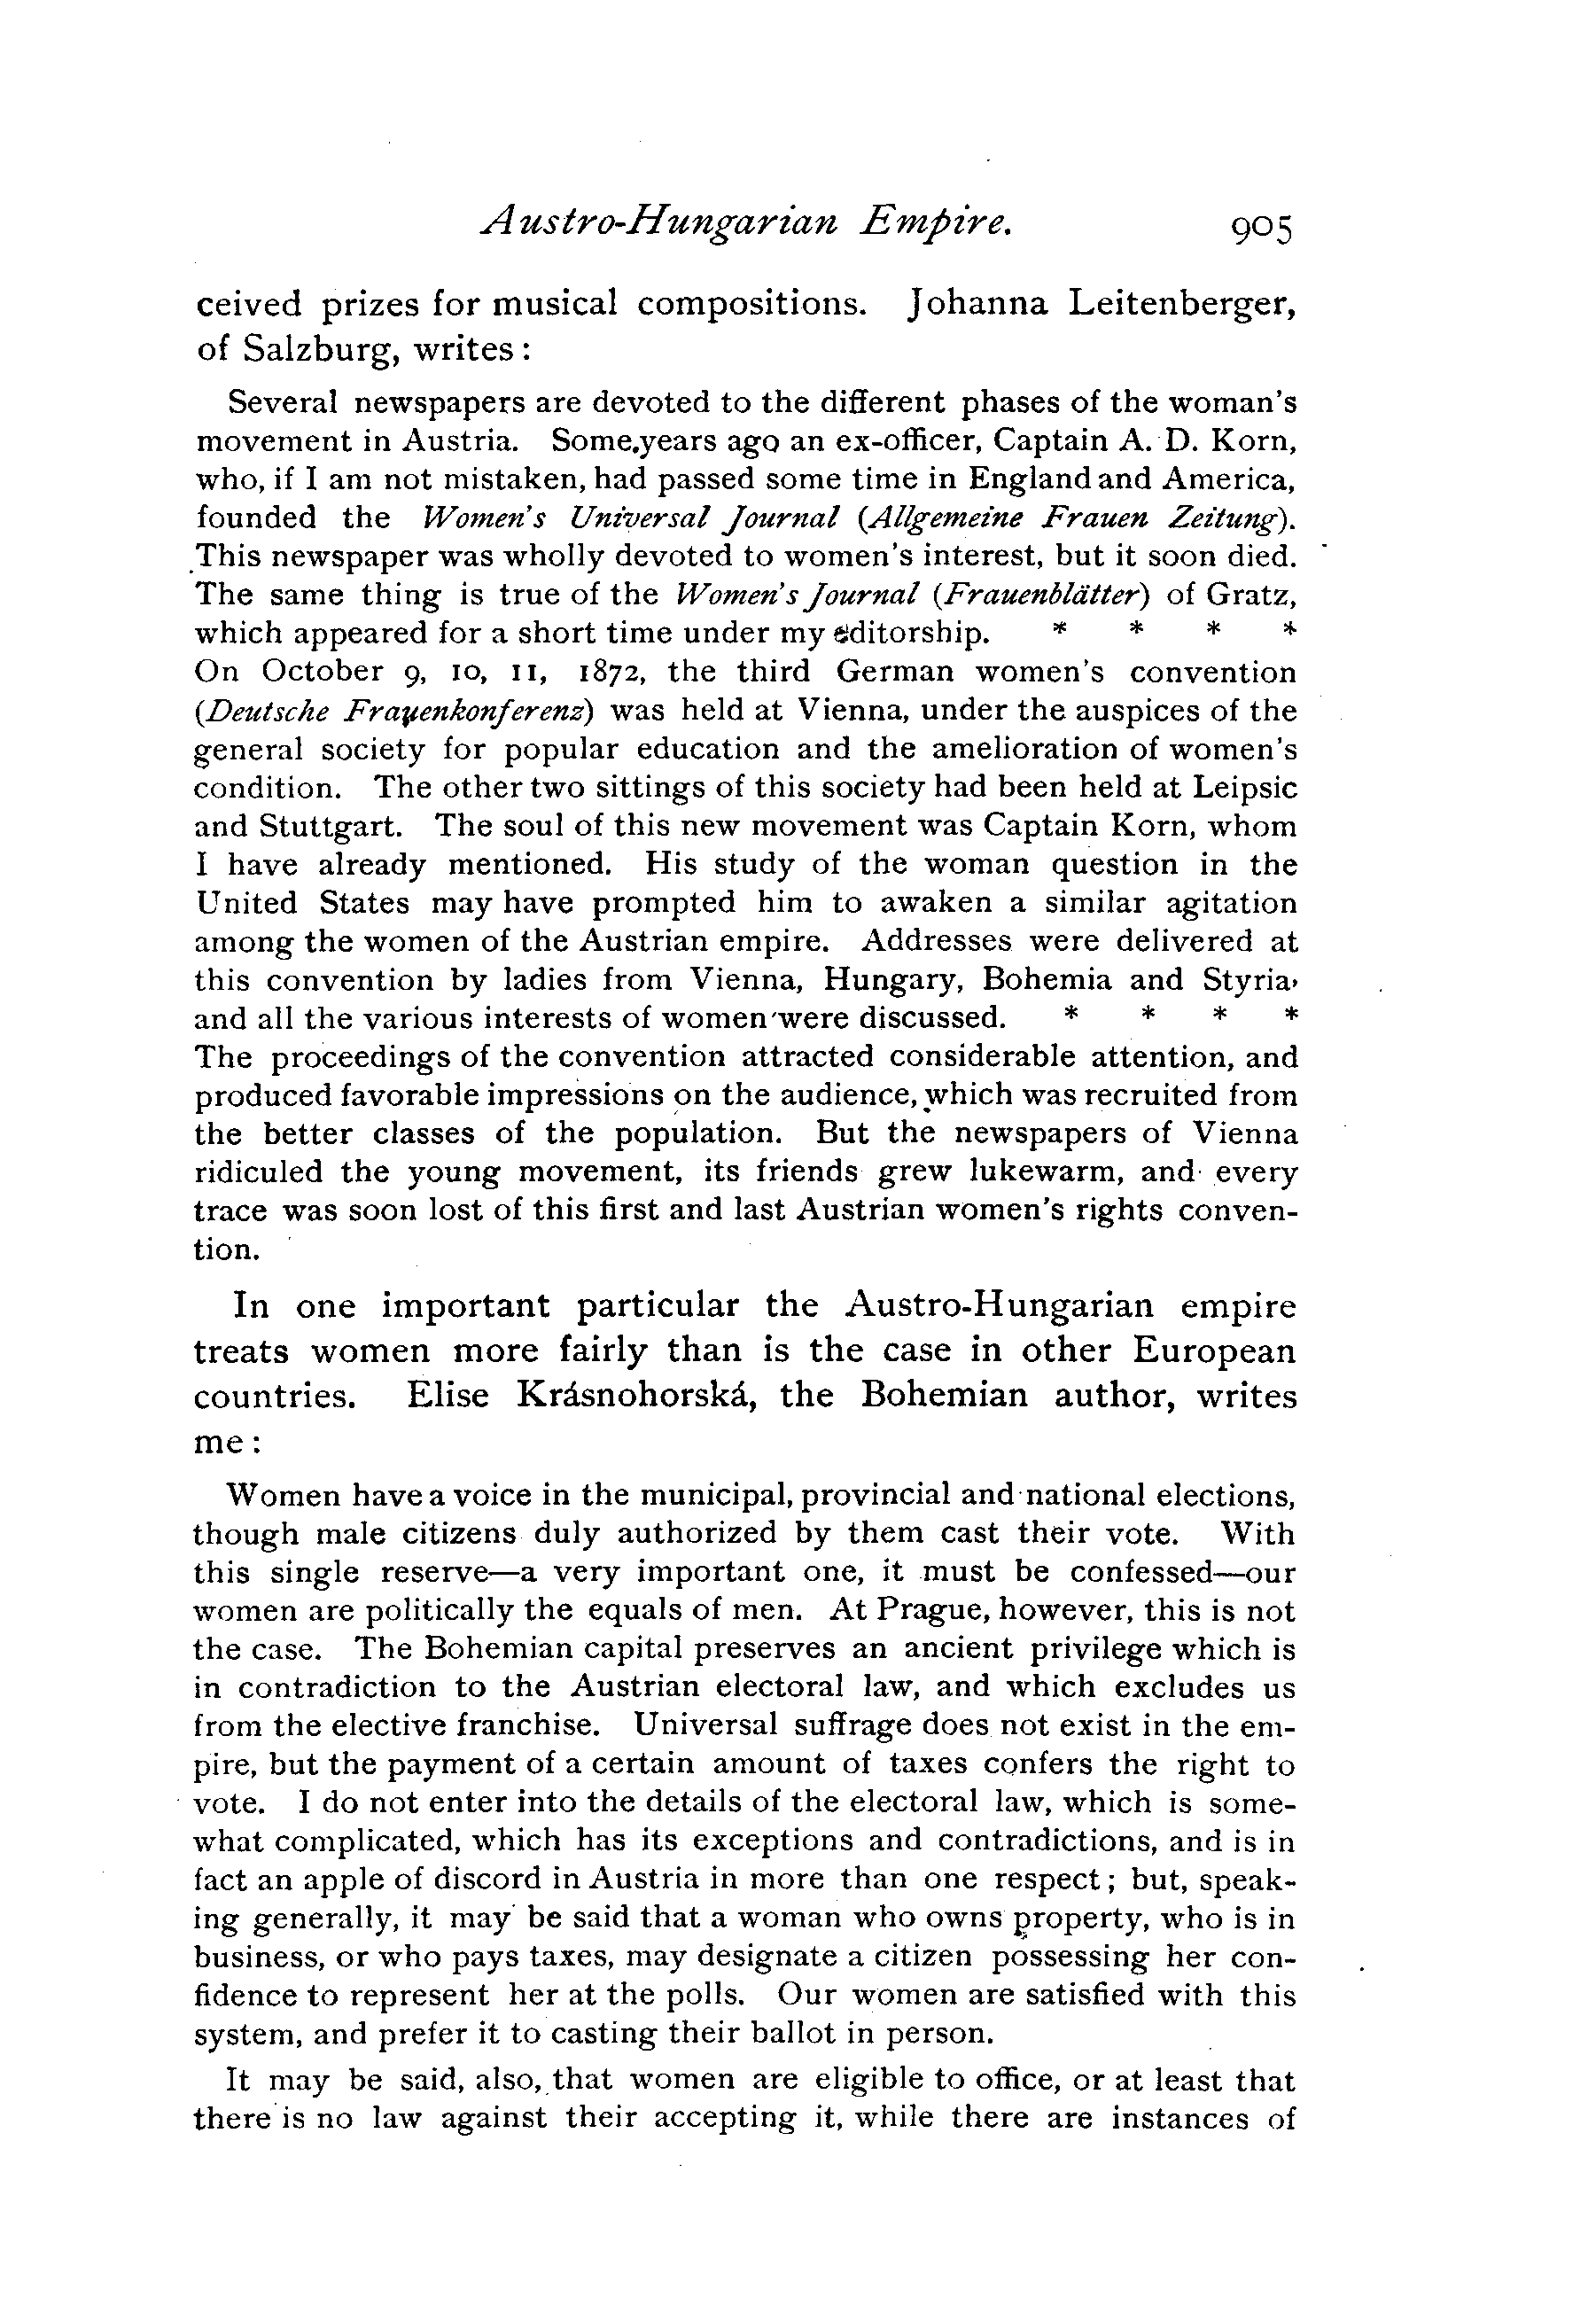 Austro-Hungarian Empire. 905
ceived prizes for musical compositions. Johanna Leitenberger,
of Salzburg, writes:
Several newspapers are devoted to the different phases of the woman's
movement in Austria. Some years ago an ex-officer, Captain A. D. Korn,
who, if I am not mistaken, had passed some time in England and America,
founded the Women's Universal Journal (Allgemeine Frauen Zeitung).
This newspaper was wholly devoted to women's interest, but it soon died.
The same thing is true of the Women's Journal (Frauenblätter) of Gratz,
which appeared for a short time under my editorship. * * * *
On October 9, 10, 11, 1872, the third German women's convention
(Deutsche Frauenkonferenz) was held at Vienna, under the auspices of the
general society for popular education and the amelioration of women's
condition. The other two sittings of this society had been held at Leipsic
and Stuttgart. The soul of this new movement was Captain Korn, whom
I have already mentioned. His study of the woman question in the
United States may have prompted him to awaken a similar agitation
among the women of the Austrian empire. Addresses were delivered at
this convention by ladies from Vienna, Hungary, Bohemia and Styria,
and all the various interests of women were discussed. * * * *
The proceedings of the convention attracted considerable attention, and
produced favorable impressions on the audience, which was recruited from
the better classes of the population. But the newspapers of Vienna
ridiculed the young movement, its friends grew lukewarm, and every
trace was soon lost of this first and last Austrian women's rights conven-
tion.
In one important particular the Austro-Hungarian empire
treats women more fairly than is the case in other European
countries. Elise Krásnohorská, the Bohemian author, writes
me:
Women have a voice in the municipal, provincial and national elections,
though male citizens duly authorized by them cast their vote. With
this single reserve—a very important one, it must be confessed—our
women are politically the equals of men. At Prague, however, this is not
the case. The Bohemian capital preserves an ancient privilege which is
in contradiction to the Austrian electoral law, and which excludes us
from the elective franchise. Universal suffrage does not exist in the em-
pire, but the payment of a certain amount of taxes confers the right to
vote. I do not enter into the details of the electoral law, which is some-
what complicated, which has its exceptions and contradictions, and is in
fact an apple of discord in Austria in more than one respect; but, speak-
ing generally, it may be said that a woman who owns property, who is in
business, or who pays taxes, may designate a citizen possessing her con-
fidence to represent her at the polls. Our women are satisfied with this
system, and prefer it to casting their ballot in person.
It may be said, also, that women are eligible to office, or at least that
there is no law against their accepting it, while there are instances of